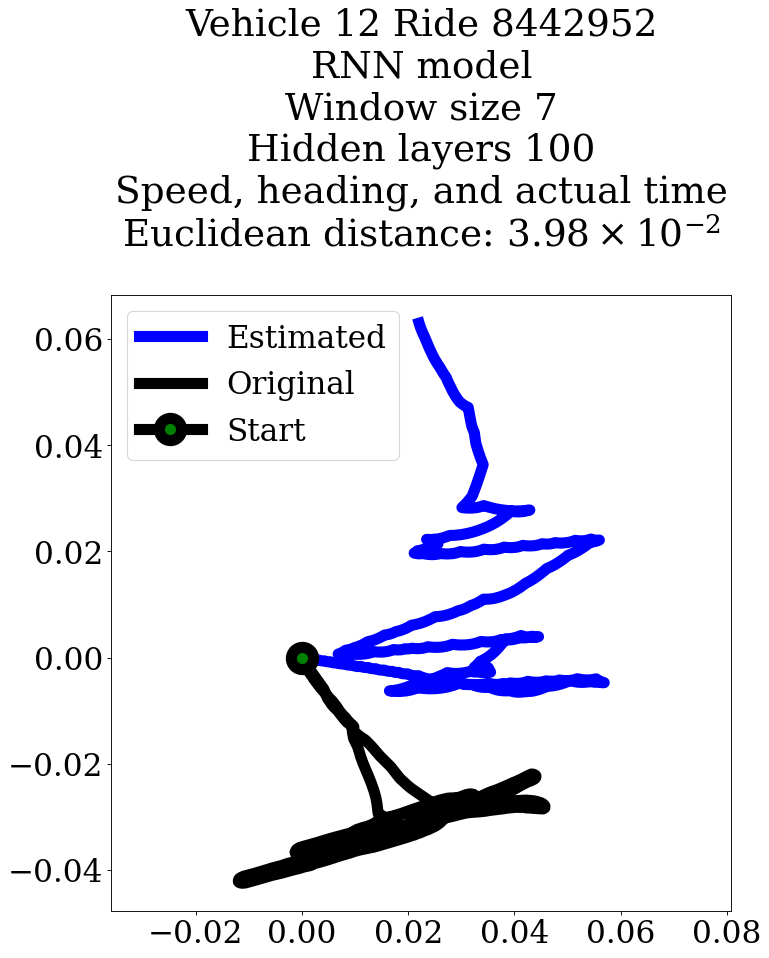 Vehicle 12 Ride 8442952
RNN model
Window size 7
Hidden layers 100
Speed, heading, and actual time
Euclidean distance: 3.98 × 10⁻²
Estimated
Original
Start
0.06
0.04
0.02
0.00
−0.02
−0.04
−0.02 0.00 0.02 0.04 0.06 0.08